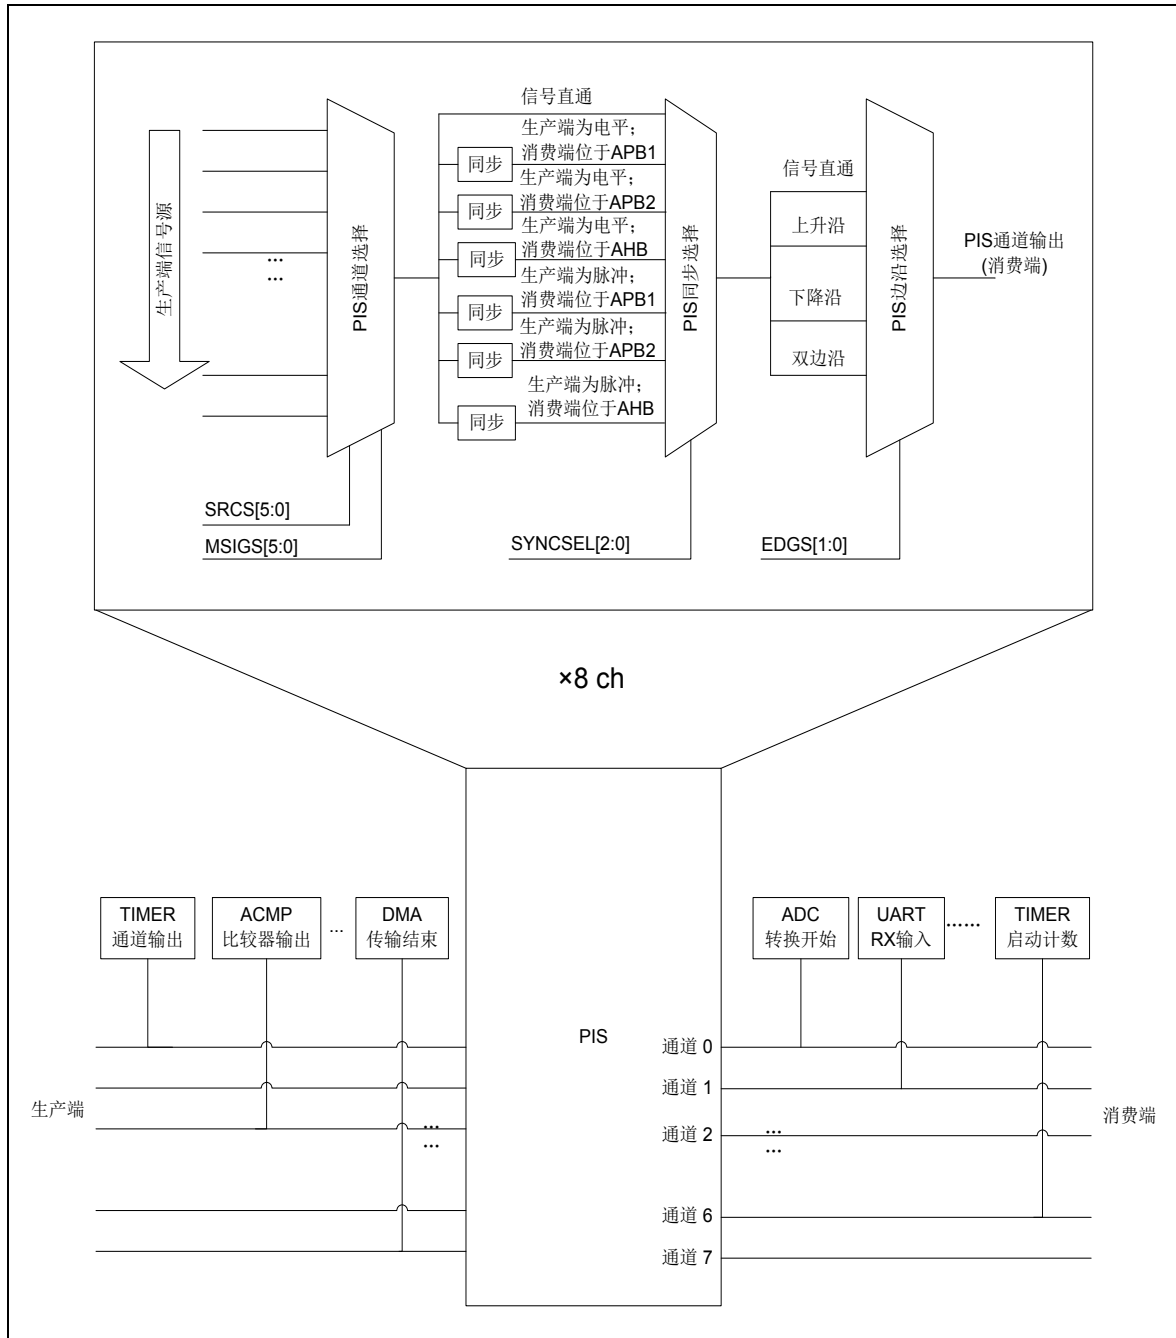 信号直通
生产端为电平；
消费端位于APB1
同步
生产端为电平；
消费端位于APB2
同步
生产端为电平；
消费端位于AHB
同步
生产端为脉冲；
消费端位于APB1
同步
生产端为脉冲；
消费端位于APB2
同步
生产端为脉冲；
消费端位于AHB
同步
生产端信号源
...
...
PIS通道选择
PIS同步选择
信号直通
上升沿
下降沿
双边沿
PIS边沿选择
PIS通道输出
(消费端)
SRCS[5:0]
MSIGS[5:0]
SYNCSEL[2:0]
EDGS[1:0]
×8 ch
TIMER
通道输出
ACMP
比较器输出
...
DMA
传输结束
ADC
转换开始
UART
RX输入
......
TIMER
启动计数
PIS
通道 0
通道 1
生产端
消费端
...
...
通道 2
...
...
通道 6
通道 7